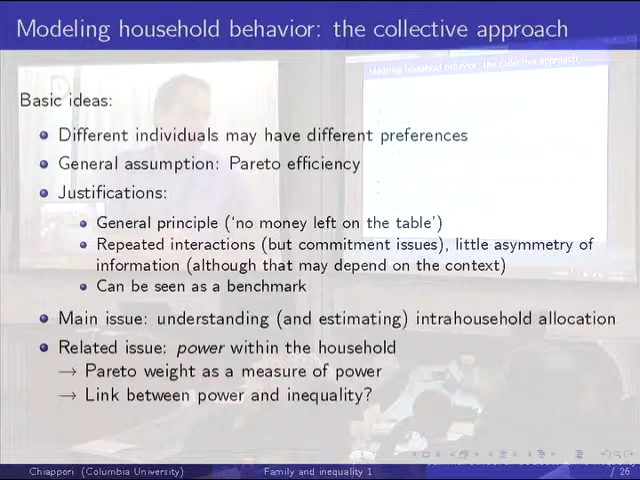 Modeling household behavior: the collective approach
Modeling household behavior: the collective approach
Basic ideas:
Different individuals may have different preferences
General assumption: Pareto efficiency
Justifications:
General principle ('no money left on the table')
Repeated interactions (but commitment issues), little asymmetry of
information (although that may depend on the context)
Can be seen as a benchmark
Main issue: understanding (and estimating) intrahousehold allocation
Related issue: power within the household
→ Pareto weight as a measure of power
→ Link between power and inequality?
Chiappori (Columbia University)
Family and inequality 1
/ 26